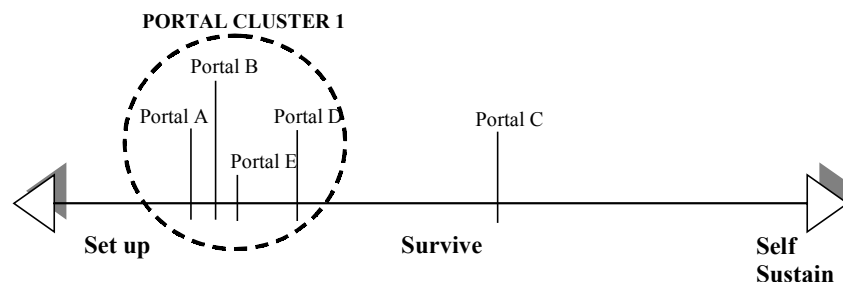 PORTAL CLUSTER 1
Portal B
Portal A
Portal D
Portal C
Portal E
Set up
Survive
Self
Sustain